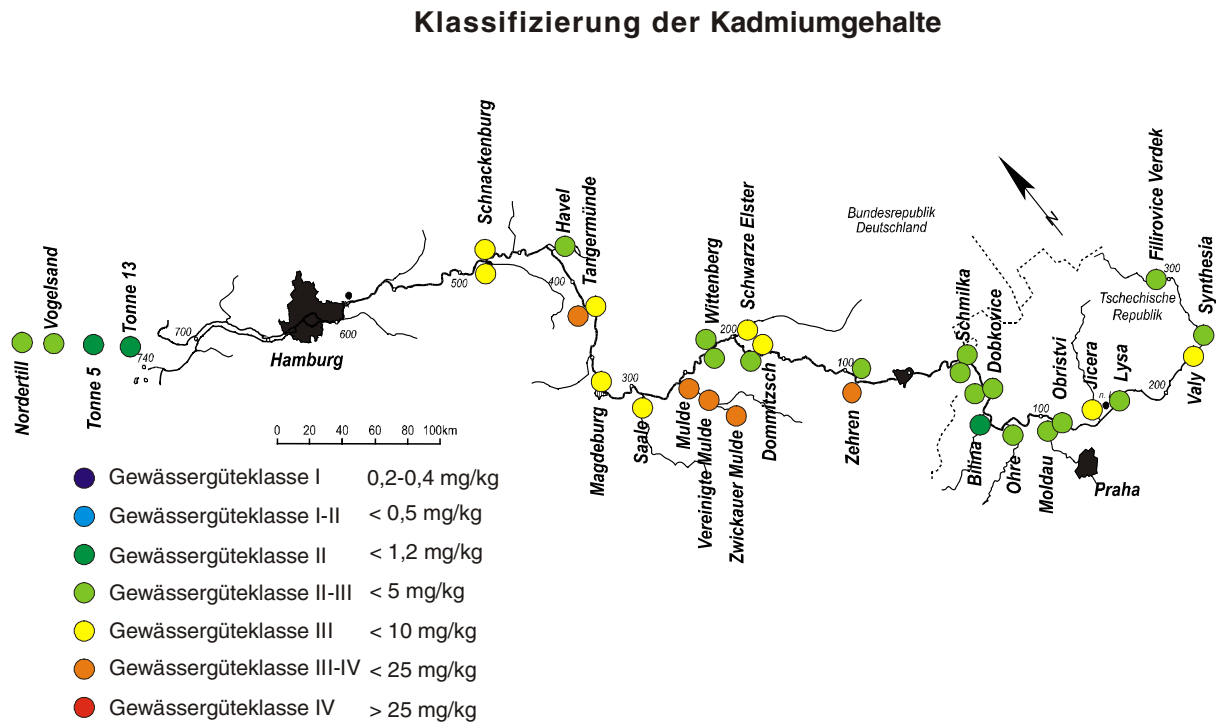 Klassifizierung der Kadmiumgehalte
Nordertill
Vogelsand
Tonne 5
Tonne 13
740
700
Hamburg
600
500
Schnackenburg
Havel
400
Tangermünde
Magdeburg
300
Saale
Mulde
Vereinigte Mulde
Zwickauer Mulde
Wittenberg
200
Schwarze Elster
Dommitzsch
100
Zehren
Bundesrepublik
Deutschland
N
Schmilka
Dobkovice
Bilina
Ohre
Moldau
100
Obristvi
Jicera
Lysa
Praha
Tschechische
Republik
200
Valy
Synthesia
300
Filirovice Verdek
0 20 40 60 80 100km
Gewässergüteklasse I 0,2-0,4 mg/kg
Gewässergüteklasse I-II < 0,5 mg/kg
Gewässergüteklasse II < 1,2 mg/kg
Gewässergüteklasse II-III < 5 mg/kg
Gewässergüteklasse III < 10 mg/kg
Gewässergüteklasse III-IV < 25 mg/kg
Gewässergüteklasse IV > 25 mg/kg